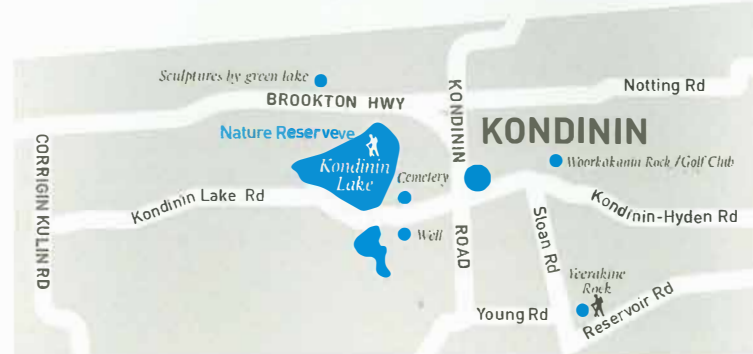 Sculptures by green lake
BROOKTON HWY
Notting Rd
KONDININ
ROAD
KONDININ
Nature Reserveve
Kondinin
Lake
Cemetery
Woorkakanin Rock / Golf Club
CORRIGIN KULIN RD
Kondinin Lake Rd
Kondinin-Hyden Rd
Sloan Rd
Well
Yeerakine
Rock
Young Rd
Reservoir Rd